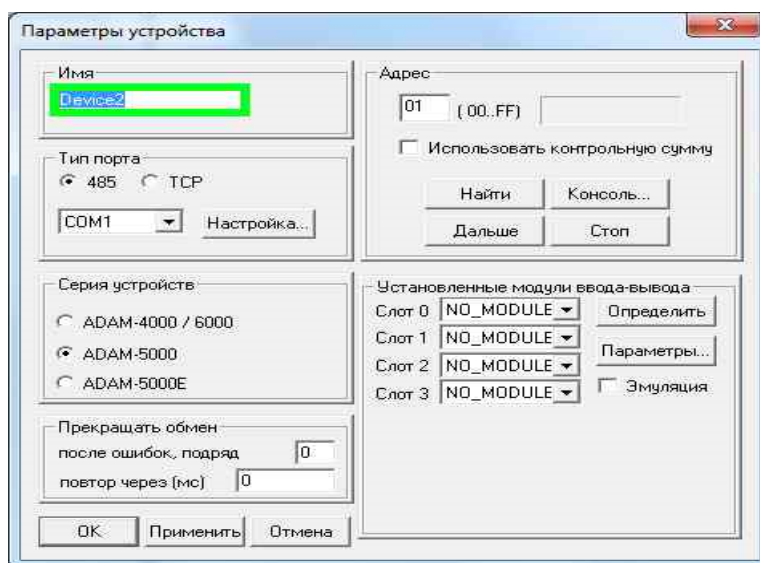 Параметры устройства
Имя
Device2
Тип порта
485 TCP
COM1 Настройка...
Серия устройств
ADAM-4000 / 6000
ADAM-5000
ADAM-5000E
Прекращать обмен
после ошибок, подряд 0
повтор через (мс) 0
OK Применить Отмена
Адрес
01 ( 00..FF)
Использовать контрольную сумму
Найти Консоль...
Дальше Стоп
Установленные модули ввода-вывода
Слот 0 NO_MODULE Определить
Слот 1 NO_MODULE
Параметры...
Слот 2 NO_MODULE
Слот 3 NO_MODULE Эмуляция